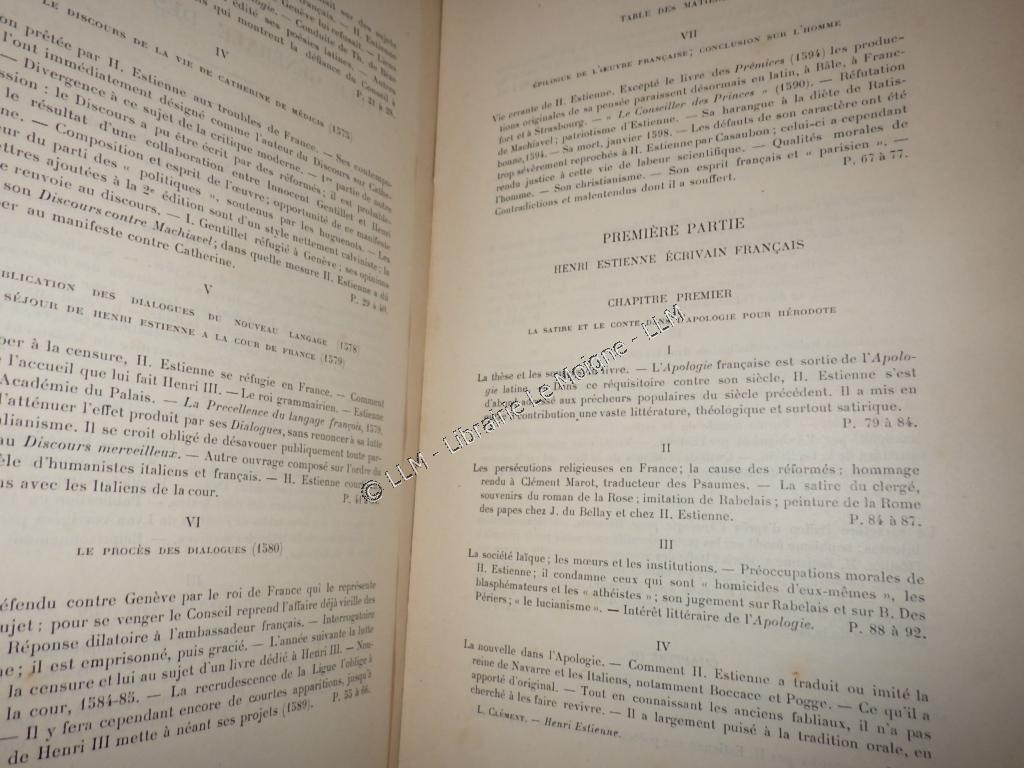 LE DISCOURS DE LA VIE DE CATHERINE DE MÉDICIS (1575)
IV
on prêtée par H. Estienne aux troubles de France. — Ses contempo-
l'ont immédiatement désigné comme l'auteur du Discours sur Cathe-
— Divergence à ce sujet de la critique moderne. — 1re partie de notre
ssion : le Discours a pu être écrit par des réformés; il est probable-
le résultat d'une collaboration entre Innocent Gentillet et Henri
ne. — Composition et esprit de l'œuvre; opportunité de ce manifeste
eur du parti des « politiques », soutenus par les huguenots. — Les
ettres ajoutées à la 2e édition sont d'un style nettement calviniste; le
e renvoie au discours. — I. Gentillet réfugié à Genève; ses opinions
son Discours contre Machiavel; dans quelle mesure H. Estienne a dû
er au manifeste contre Catherine. P. 29 à 40.
V
BLICATION DES DIALOGUES DU NOUVEAU LANGAGE (1578)
SÉJOUR DE HENRI ESTIENNE A LA COUR DE FRANCE (1579)
per à la censure, H. Estienne se réfugie en France. — Comment
e l'accueil que lui fait Henri III. — Le roi grammairien. — Estienne
Académie du Palais. — La Precellence du langage françois, 1579.
d'atténuer l'effet produit par ses Dialogues, sans renoncer à sa lutte
alianisme. Il se croit obligé de désavouer publiquement toute par-
au Discours merveilleux. — Autre ouvrage composé sur l'ordre du
èle d'humanistes italiens et français. — H. Estienne
ns avec les Italiens de la cour.
VI
LE PROCÈS DES DIALOGUES (1580)
éfendu contre Genève par le roi de France qui le représente
ujet; pour se venger le Conseil reprend l'affaire déjà vieille des
Réponse dilatoire à l'ambassadeur français. — Interrogatoire
ne; il est emprisonné, puis gracié. — L'année suivante la lutte
la censure et lui au sujet d'un livre dédié à Henri III. — Nou-
la cour, 1584-85. — La recrudescence de la Ligue l'oblige à
— Il y fera cependant encore de courtes apparitions, jusqu'à
de Henri III mette à néant ses projets (1589). P. 55 à 66.
TABLE DES MATIÈ
VII
ÉPILOGUE DE L'ŒUVRE FRANÇAISE; CONCLUSION SUR L'HOMME
Vie errante de H. Estienne. Excepté le livre des Prémices (1594) les produc-
tions originales de sa pensée paraissent désormais en latin, à Bâle, à Franc-
fort et à Strasbourg. — « Le Conseiller des Princes » (1590). — Réfutation
de Machiavel; patriotisme d'Estienne. — Sa harangue à la diète de Ratis-
bonne, 1594. — Sa mort, janvier 1598. — Les défauts de son caractère ont été
trop sévèrement reprochés à H. Estienne par Casaubon; celui-ci a cependant
rendu justice à cette vie de labeur scientifique. — Qualités morales de
l'homme. — Son christianisme. — Son esprit français et « parisien ». —
Contradictions et malentendus dont il a souffert. P. 67 à 77.
PREMIÈRE PARTIE
HENRI ESTIENNE ÉCRIVAIN FRANÇAIS
CHAPITRE PREMIER
LA SATIRE ET LE CONTE DANS L'APOLOGIE POUR HÉRODOTE
I
La thèse et les livre. — L'Apologie française est sortie de l'Apolo-
gie latine. — Dans ce réquisitoire contre son siècle, H. Estienne s'est
d'abord adressé aux prêcheurs populaires du siècle précédent. Il a mis en
contribution une vaste littérature, théologique et surtout satirique.
P. 79 à 84.
II
Les persécutions religieuses en France; la cause des réformés; hommage
rendu à Clément Marot, traducteur des Psaumes. — La satire du clergé,
souvenirs du roman de la Rose; imitation de Rabelais; peinture de la Rome
des papes chez J. du Bellay et chez H. Estienne. P. 84 à 87.
III
La société laïque; les mœurs et les institutions. — Préoccupations morales de
H. Estienne; il condamne ceux qui sont « homicides d'eux-mêmes », les
blasphémateurs et les « athéistes »; son jugement sur Rabelais et sur B. Des
Périers; « le lucianisme ». — Intérêt littéraire de l'Apologie. P. 88 à 92.
IV
La nouvelle dans l'Apologie. — Comment H. Estienne a traduit ou imité la
reine de Navarre et les Italiens, notamment Boccace et Pogge. — Ce qu'il a
apporté d'original. — Tout en connaissant les anciens fabliaux, il n'a pas
cherché à les faire revivre. — Il a largement puisé à la tradition orale, en
L. CLÉMENT. — Henri Estienne.
© LLM - Librairie Le Moigne - LLM